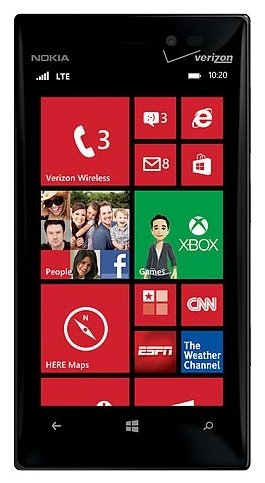 NOKIA
verizon
LTE
10:20
3
3
Verizon Wireless
8
People
f
Games
XBOX
HERE Maps
N
CNN
ESPN
The
Weather
Channel